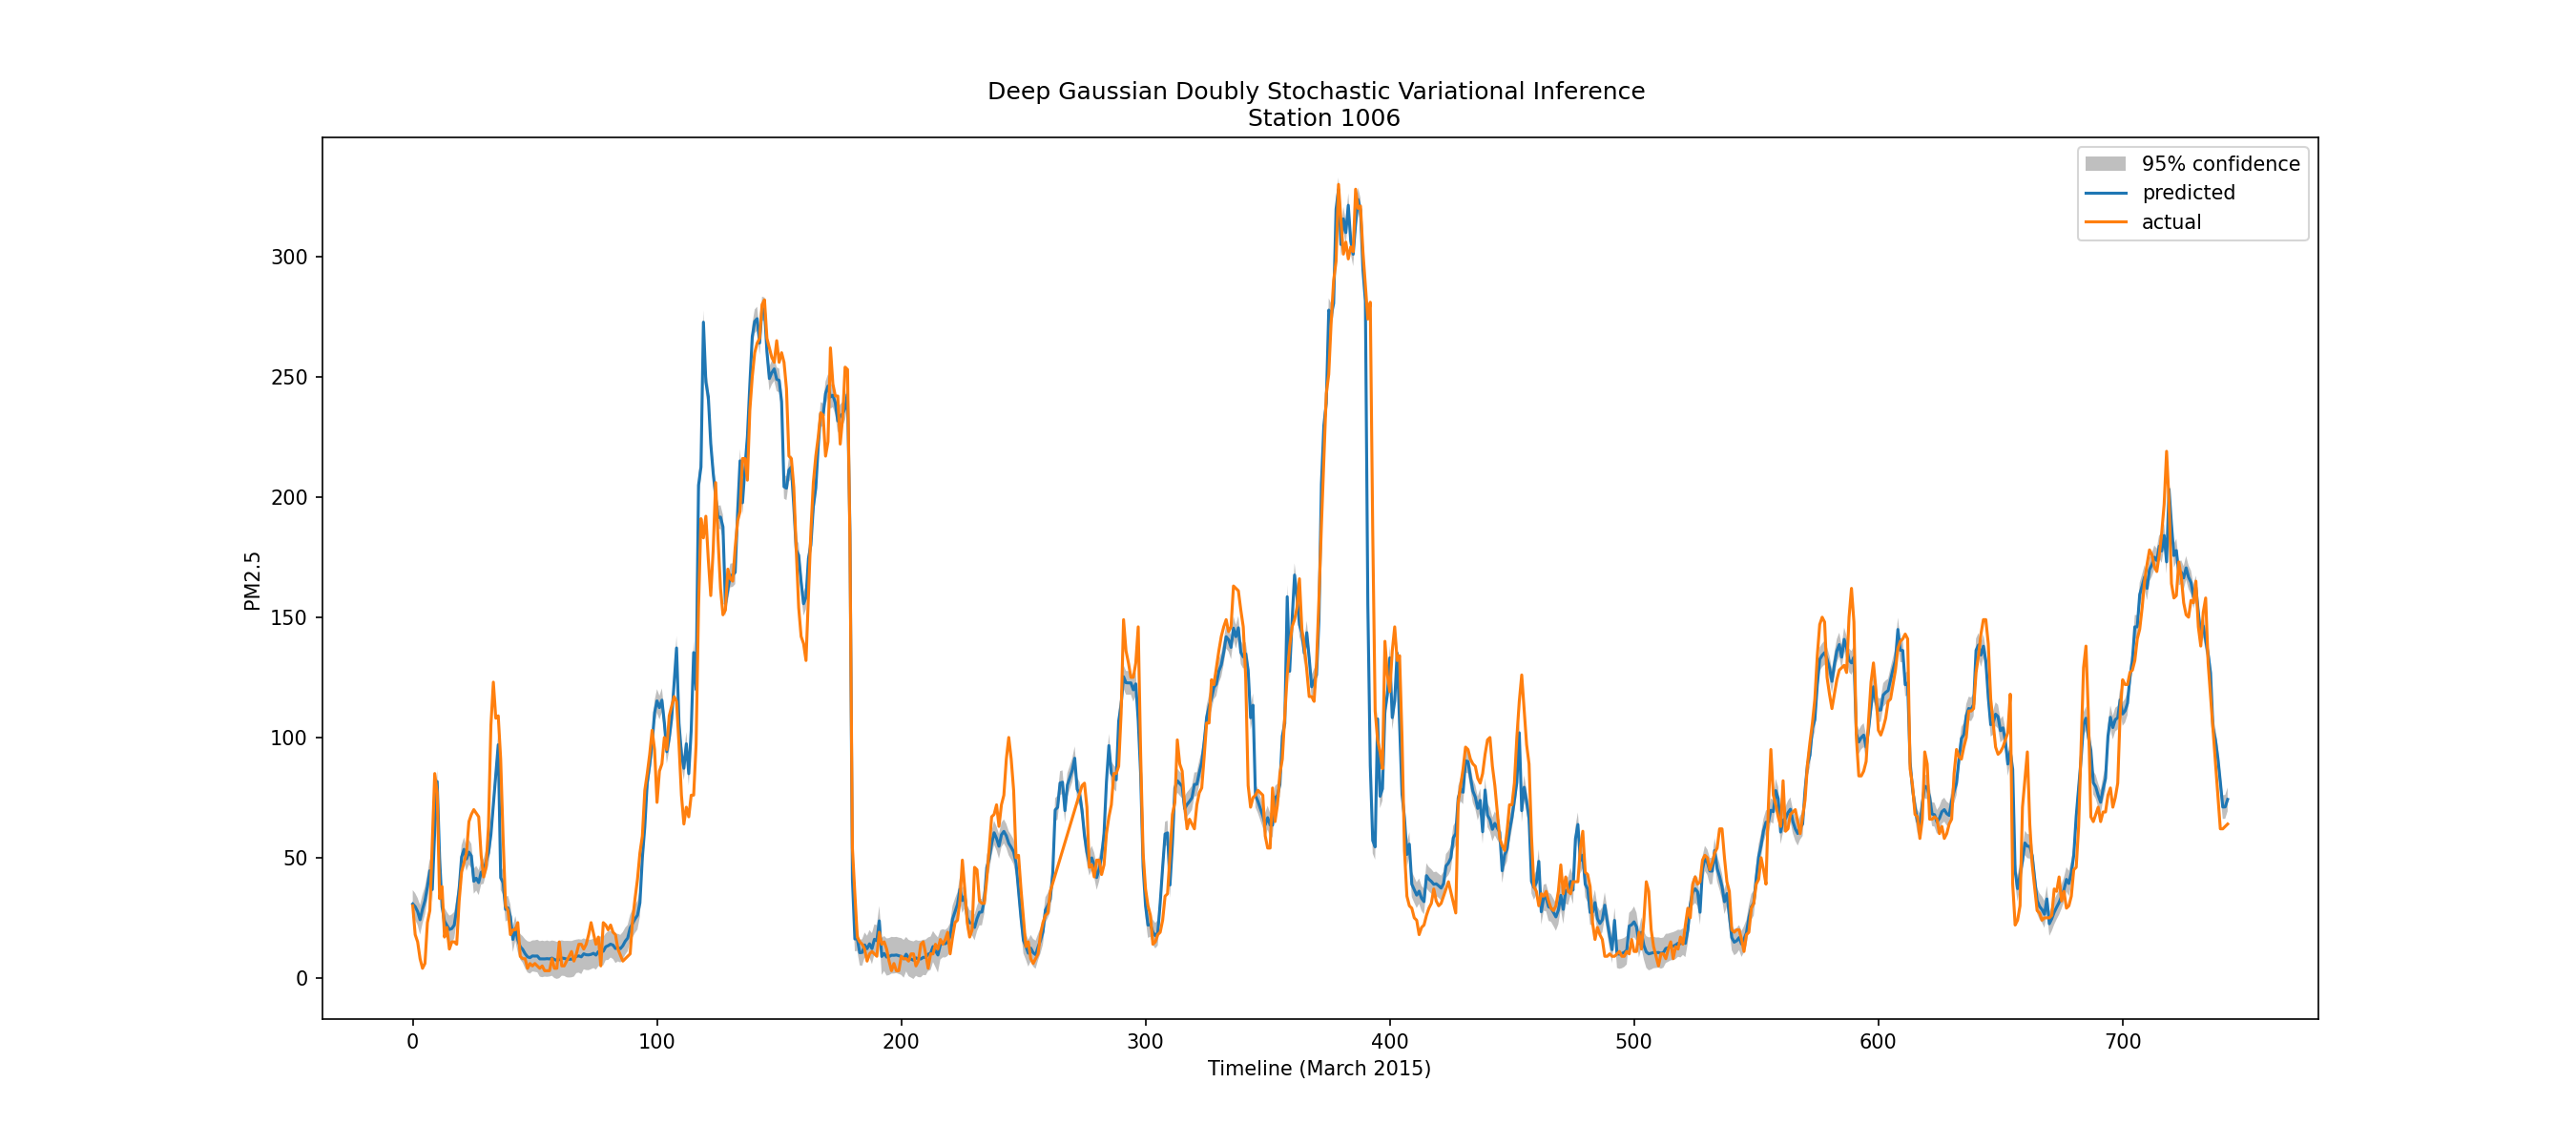 Deep Gaussian Doubly Stochastic Variational Inference
Station 1006
95% confidence
predicted
actual
300
250
200
150
100
50
0
PM2.5
0 100 200 300 400 500 600 700
Timeline (March 2015)